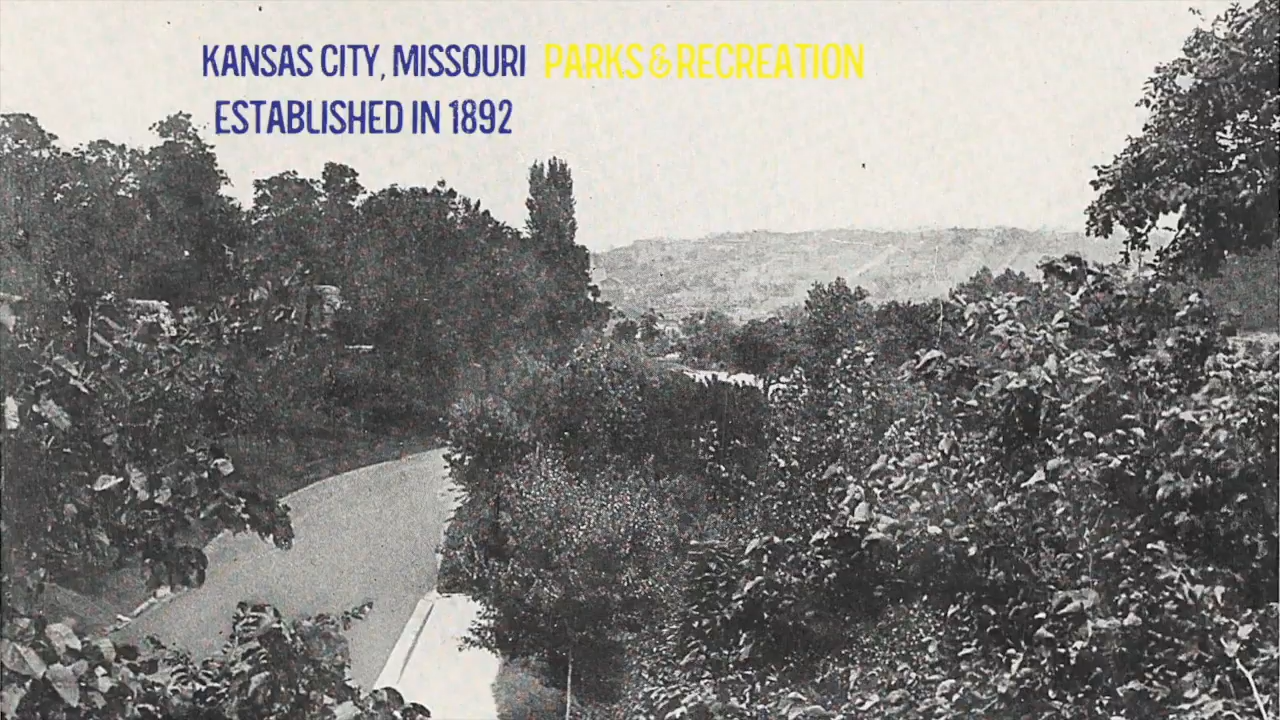 KANSAS CITY, MISSOURI PARKS & RECREATION
ESTABLISHED IN 1892